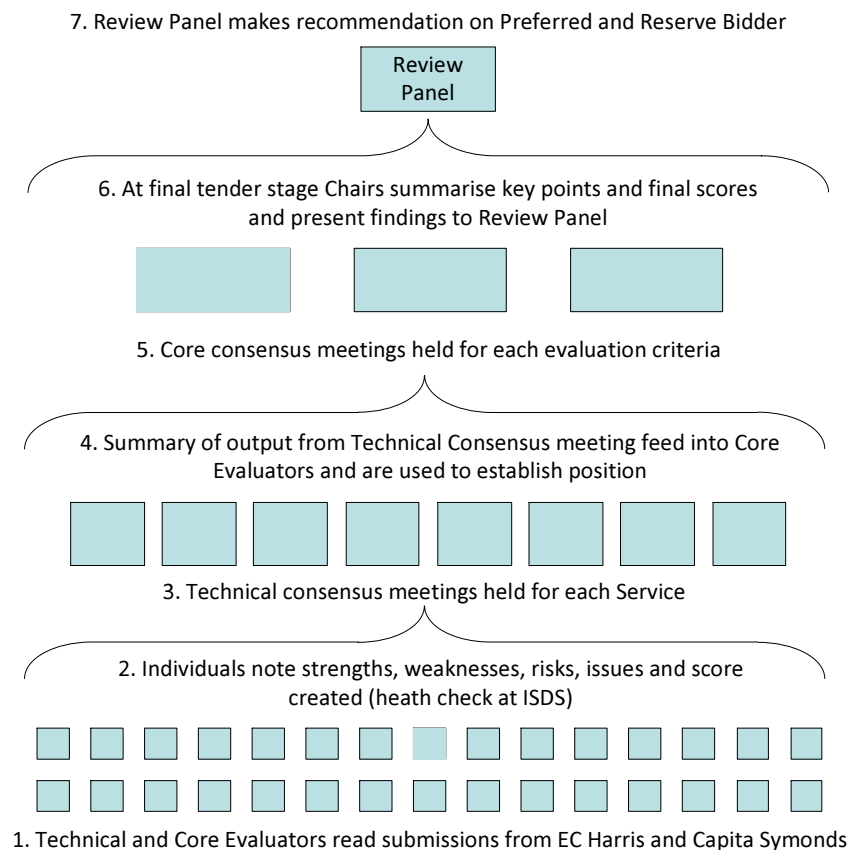 7. Review Panel makes recommendation on Preferred and Reserve Bidder
Review
Panel
6. At final tender stage Chairs summarise key points and final scores
and present findings to Review Panel
5. Core consensus meetings held for each evaluation criteria
4. Summary of output from Technical Consensus meeting feed into Core
Evaluators and are used to establish position
3. Technical consensus meetings held for each Service
2. Individuals note strengths, weaknesses, risks, issues and score
created (heath check at ISDS)
1. Technical and Core Evaluators read submissions from EC Harris and Capita Symonds